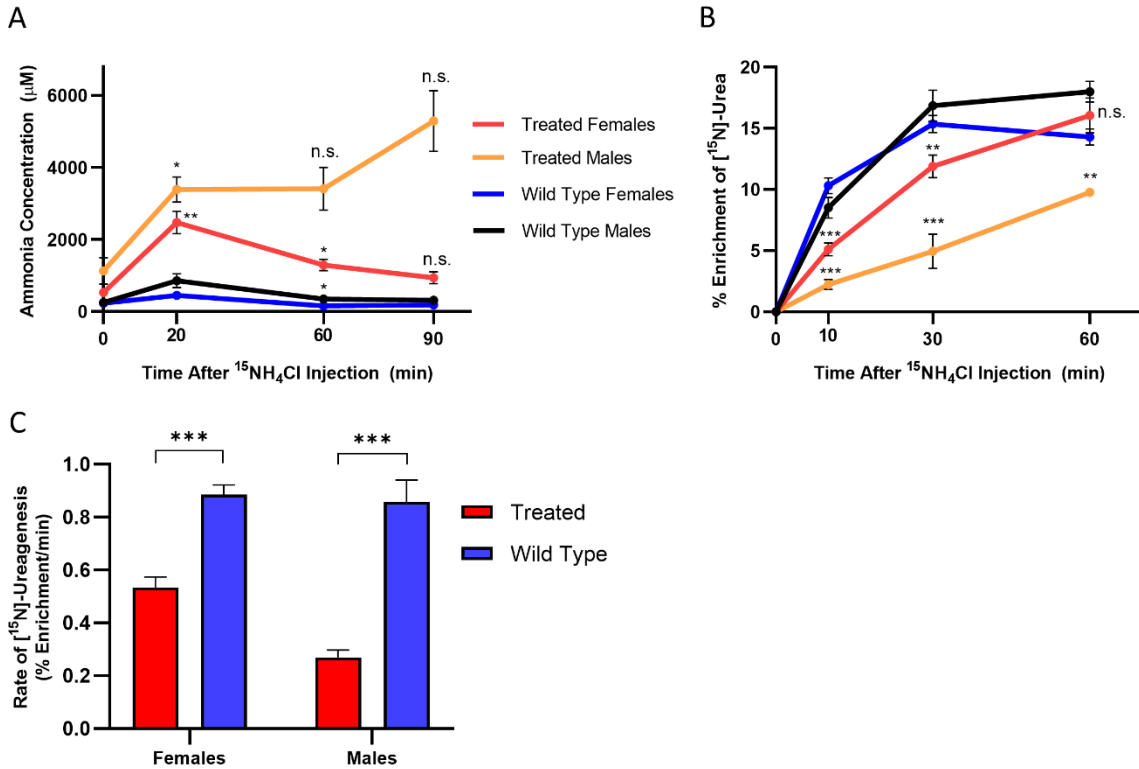 A
Ammonia Concentration (µM)
6000
4000
2000
0
0
20
60
90
Time After ¹⁵NH₄Cl Injection (min)
*
**
n.s.
*
*
n.s.
n.s.
Treated Females
Treated Males
Wild Type Females
Wild Type Males
B
% Enrichment of [¹⁵N]-Urea
20
15
10
5
0
0
10
30
60
Time After ¹⁵NH₄Cl Injection (min)
***
***
**
***
n.s.
**
C
Rate of [¹⁵N]-Ureagenesis
(% Enrichment/min)
1.0
0.8
0.6
0.4
0.2
0.0
***
***
Females
Males
Treated
Wild Type